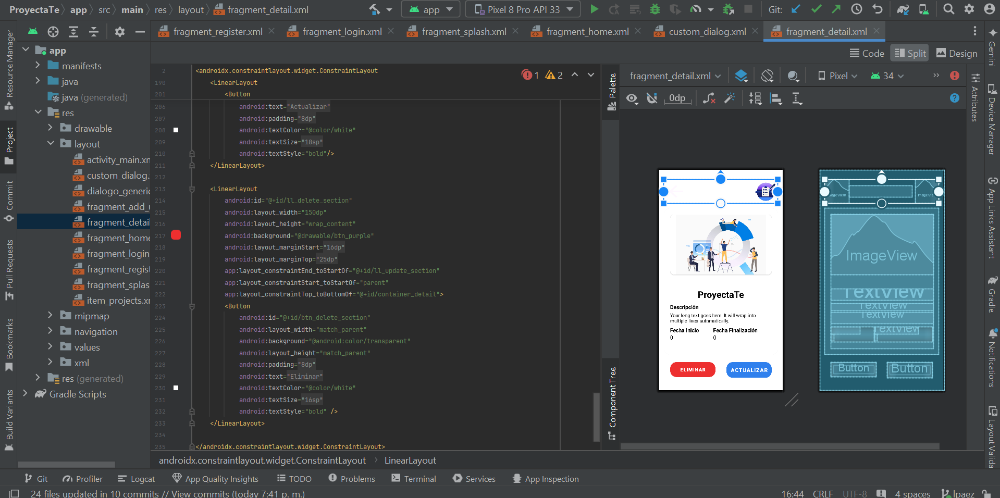 ProyectaTe app src main res layout fragment_detail.xml app Pixel 8 Pro API 33 Git:
fragment_register.xml fragment_login.xml fragment_splash.xml fragment_home.xml custom_dialog.xml fragment_detail.xml
Code Split Design
Resource Manager
Project
Commit
Pull Requests
Bookmarks
Build Variants
app
manifests
java
java (generated)
res
drawable
layout
activity_main.xm
custom_dialog.
dialogo_generic
fragment_add_u
fragment_detail
fragment_home
fragment_login
fragment_regist
fragment_splas
item_projects.xm
mipmap
navigation
values
xml
res (generated)
Gradle Scripts
1 2
2 <androidx.constraintlayout.widget.ConstraintLayout
190 <LinearLayout
201 <Button
206 android:text="Actualizar"
207 android:padding="8dp"
208 android:textColor="@color/white"
209 android:textSize="18sp"
210 android:textStyle="bold"/>
211 </LinearLayout>
212
213 <LinearLayout
214 android:id="@+id/ll_delete_section"
215 android:layout_width="150dp"
216 android:layout_height="wrap_content"
217 android:background="@drawable/btn_purple"
218 android:layout_marginStart="16dp"
219 android:layout_marginTop="25dp"
220 app:layout_constraintEnd_toStartOf="@+id/ll_update_section"
221 app:layout_constraintStart_toStartOf="parent"
222 app:layout_constraintTop_toBottomOf="@+id/container_detail">
223 <Button
224 android:id="@+id/btn_delete_section"
225 android:layout_width="match_parent"
226 android:background="@android:color/transparent"
227 android:layout_height="match_parent"
228 android:padding="8dp"
229 android:text="Eliminar"
230 android:textColor="@color/white"
231 android:textSize="16sp"
232 android:textStyle="bold" />
233 </LinearLayout>
234
235 </androidx.constraintlayout.widget.ConstraintLayout>
androidx.constraintlayout.widget.ConstraintLayout LinearLayout
Palette
Component Tree
fragment_detail.xml Pixel 34
0dp
ProyectaTe
Descripción
Your long text goes here. It will wrap into
multiple lines automatically.
Fecha Inicio Fecha Finalización
0 0
ELIMINAR ACTUALIZAR
ImageView
TextView
TextView
TextView
TextView
Button Button
Attributes
Gemini
Device Manager
App Links Assistant
Gradle
Notifications
Layout Valida
Git Profiler Logcat App Quality Insights TODO Problems Terminal Services App Inspection
24 files updated in 10 commits // View commits (today 7:41 p. m.) 16:44 CRLF UTF-8 4 spaces lpaez